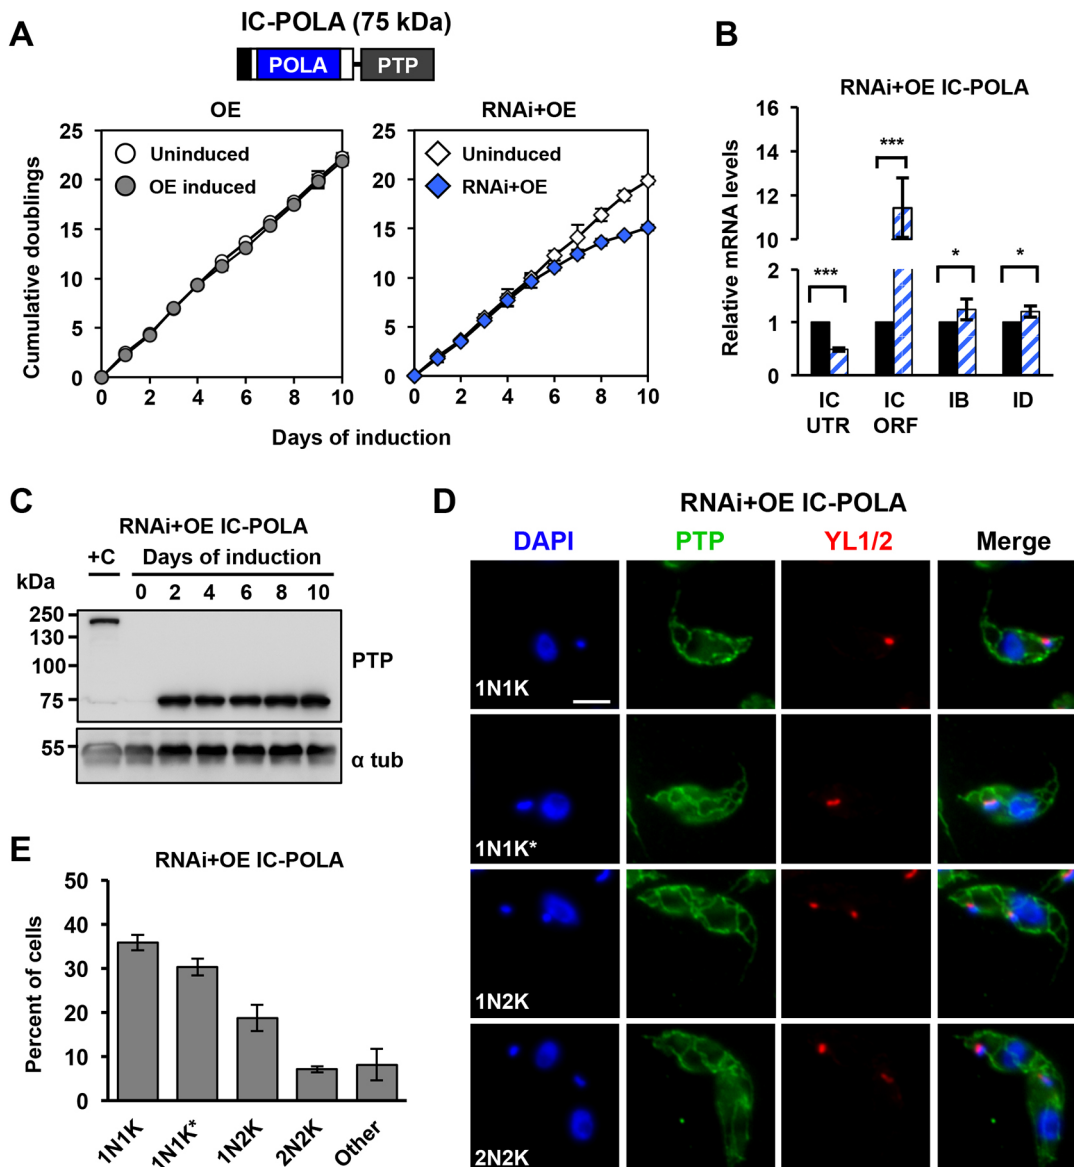 A
IC-POLA (75 kDa)
POLA PTP
OE
RNAi+OE
Cumulative doublings
25
20
15
10
5
0
Uninduced
OE induced
0 2 4 6 8 10
25
20
15
10
5
0
Uninduced
RNAi+OE
0 2 4 6 8 10
Days of induction
B
RNAi+OE IC-POLA
Relative mRNA levels
16
14
12
10
2
1
0
***
***
*
*
IC UTR
IC ORF
IB
ID
C
RNAi+OE IC-POLA
+C Days of induction
kDa 0 2 4 6 8 10
250
130
100
75
PTP
55
α tub
D
RNAi+OE IC-POLA
DAPI PTP YL1/2 Merge
1N1K
1N1K*
1N2K
2N2K
E
RNAi+OE IC-POLA
Percent of cells
50
40
30
20
10
0
1N1K 1N1K* 1N2K 2N2K Other